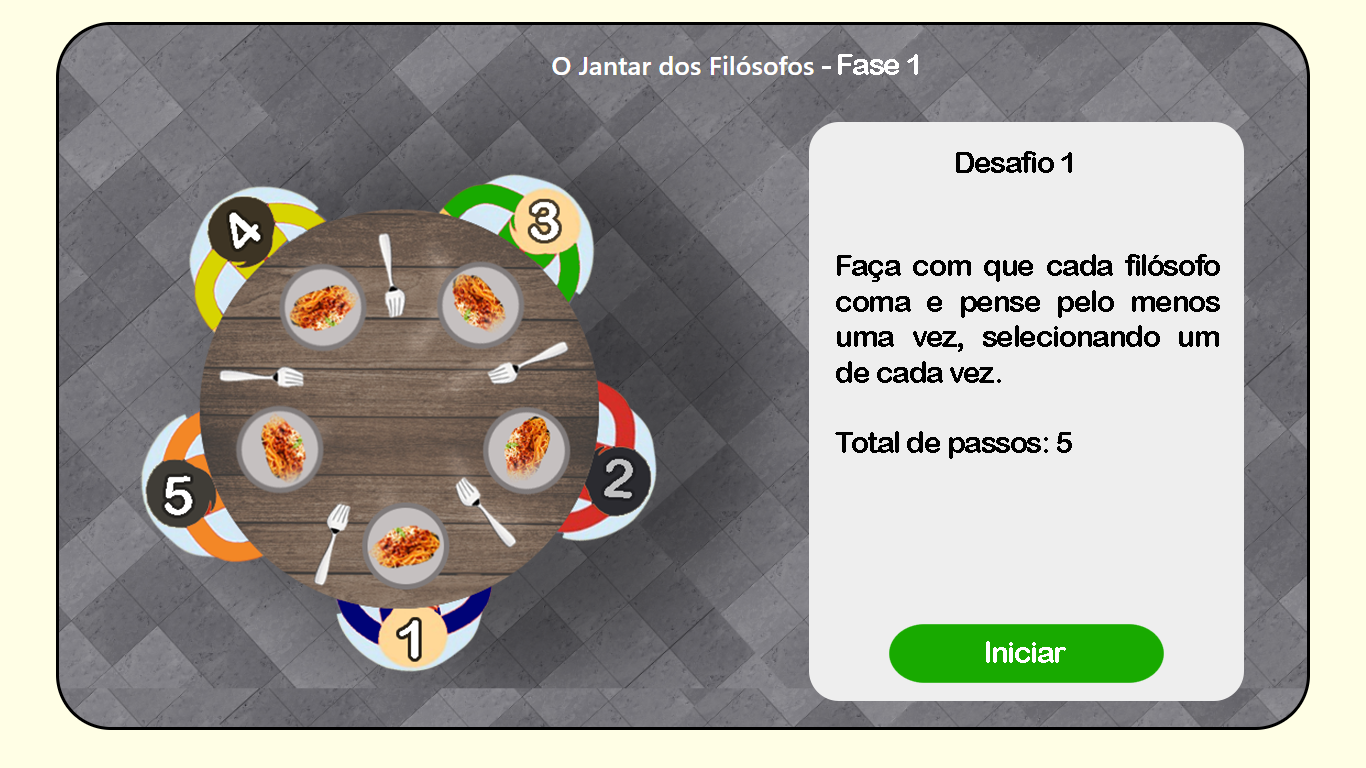 O Jantar dos Filósofos - Fase 1
Desafio 1
Faça com que cada filósofo
coma e pense pelo menos
uma vez, selecionando um
de cada vez.
Total de passos: 5
Iniciar
4
3
5
2
1